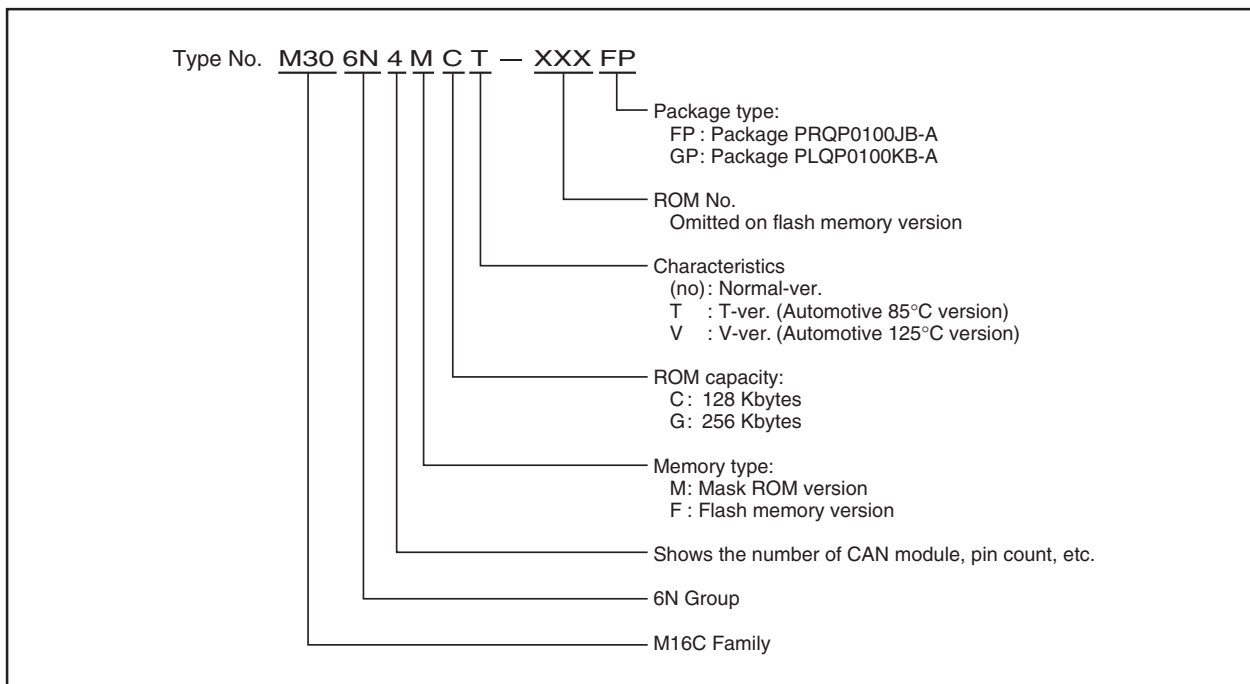 Type No. M30 6N 4 M C T — XXX FP
Package type:
FP : Package PRQP0100JB-A
GP: Package PLQP0100KB-A
ROM No.
Omitted on flash memory version
Characteristics
(no): Normal-ver.
T : T-ver. (Automotive 85°C version)
V : V-ver. (Automotive 125°C version)
ROM capacity:
C: 128 Kbytes
G: 256 Kbytes
Memory type:
M: Mask ROM version
F : Flash memory version
Shows the number of CAN module, pin count, etc.
6N Group
M16C Family